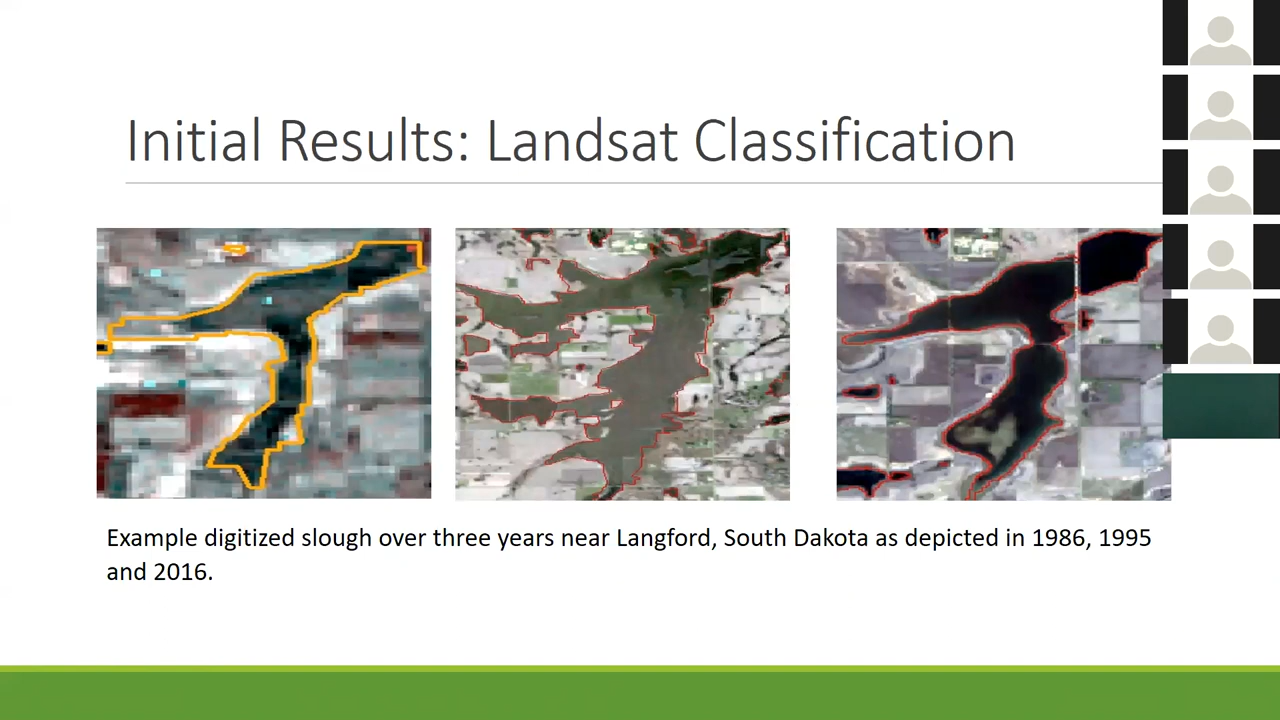 Initial Results: Landsat Classification
Example digitized slough over three years near Langford, South Dakota as depicted in 1986, 1995
and 2016.